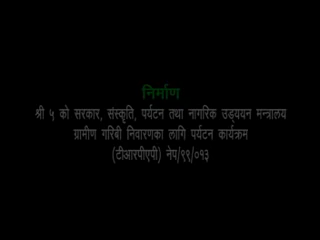 निर्माण
श्री ५ को सरकार, संस्कृति, पर्यटन तथा नागरिक उड्ययन मन्त्रालय
ग्रामीण गरिबी निवारणका लागि पर्यटन कार्यक्रम
(टीआरपीएपी) नेप/९९/०१३